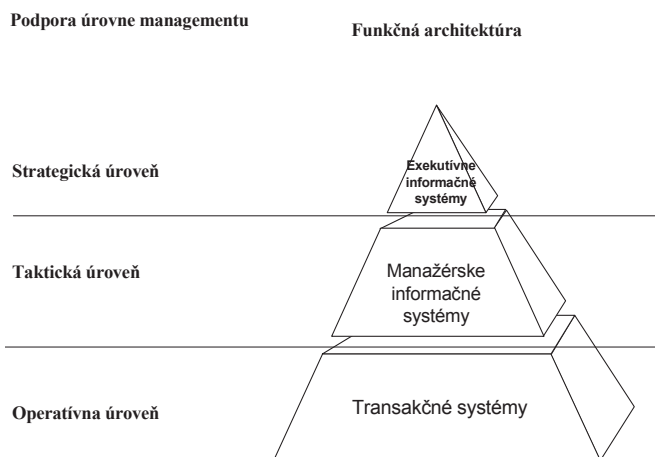 Podpora úrovne managementu
Funkčná architektúra
Strategická úroveň
Exekutívne
informačné
systémy
Taktická úroveň
Manažérske
informačné
systémy
Operatívna úroveň
Transakčné systémy